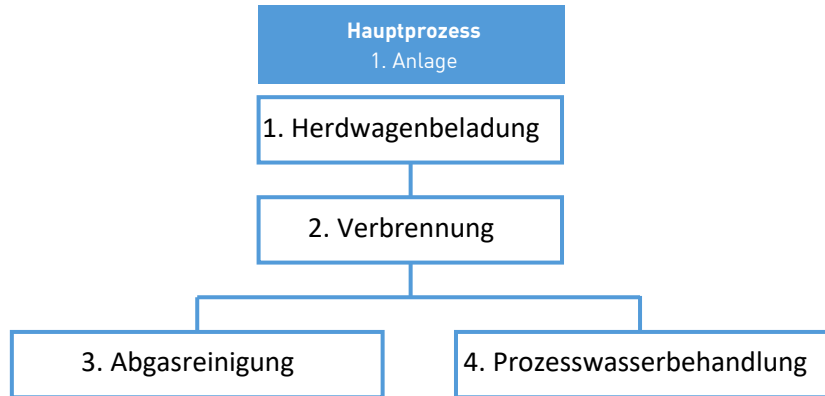 Hauptprozess
1. Anlage
1. Herdwagenbeladung
2. Verbrennung
3. Abgasreinigung
4. Prozesswasserbehandlung